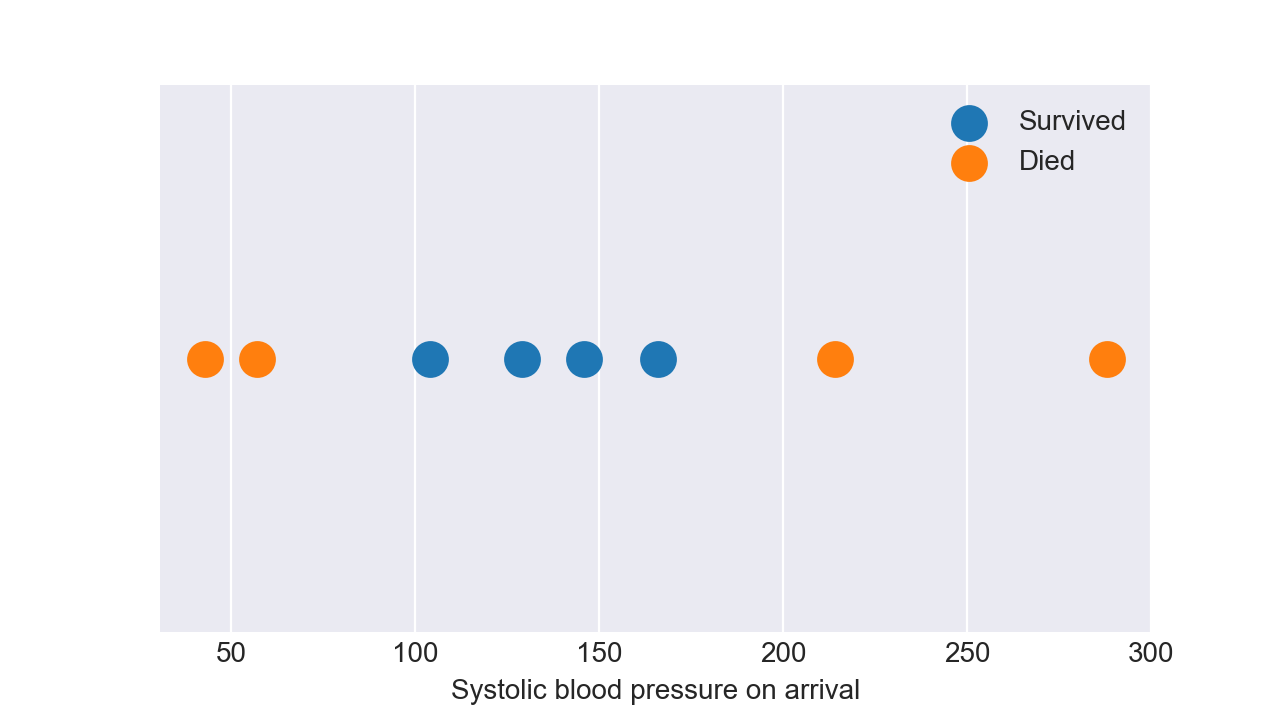 Survived
Died
50 100 150 200 250 300
Systolic blood pressure on arrival